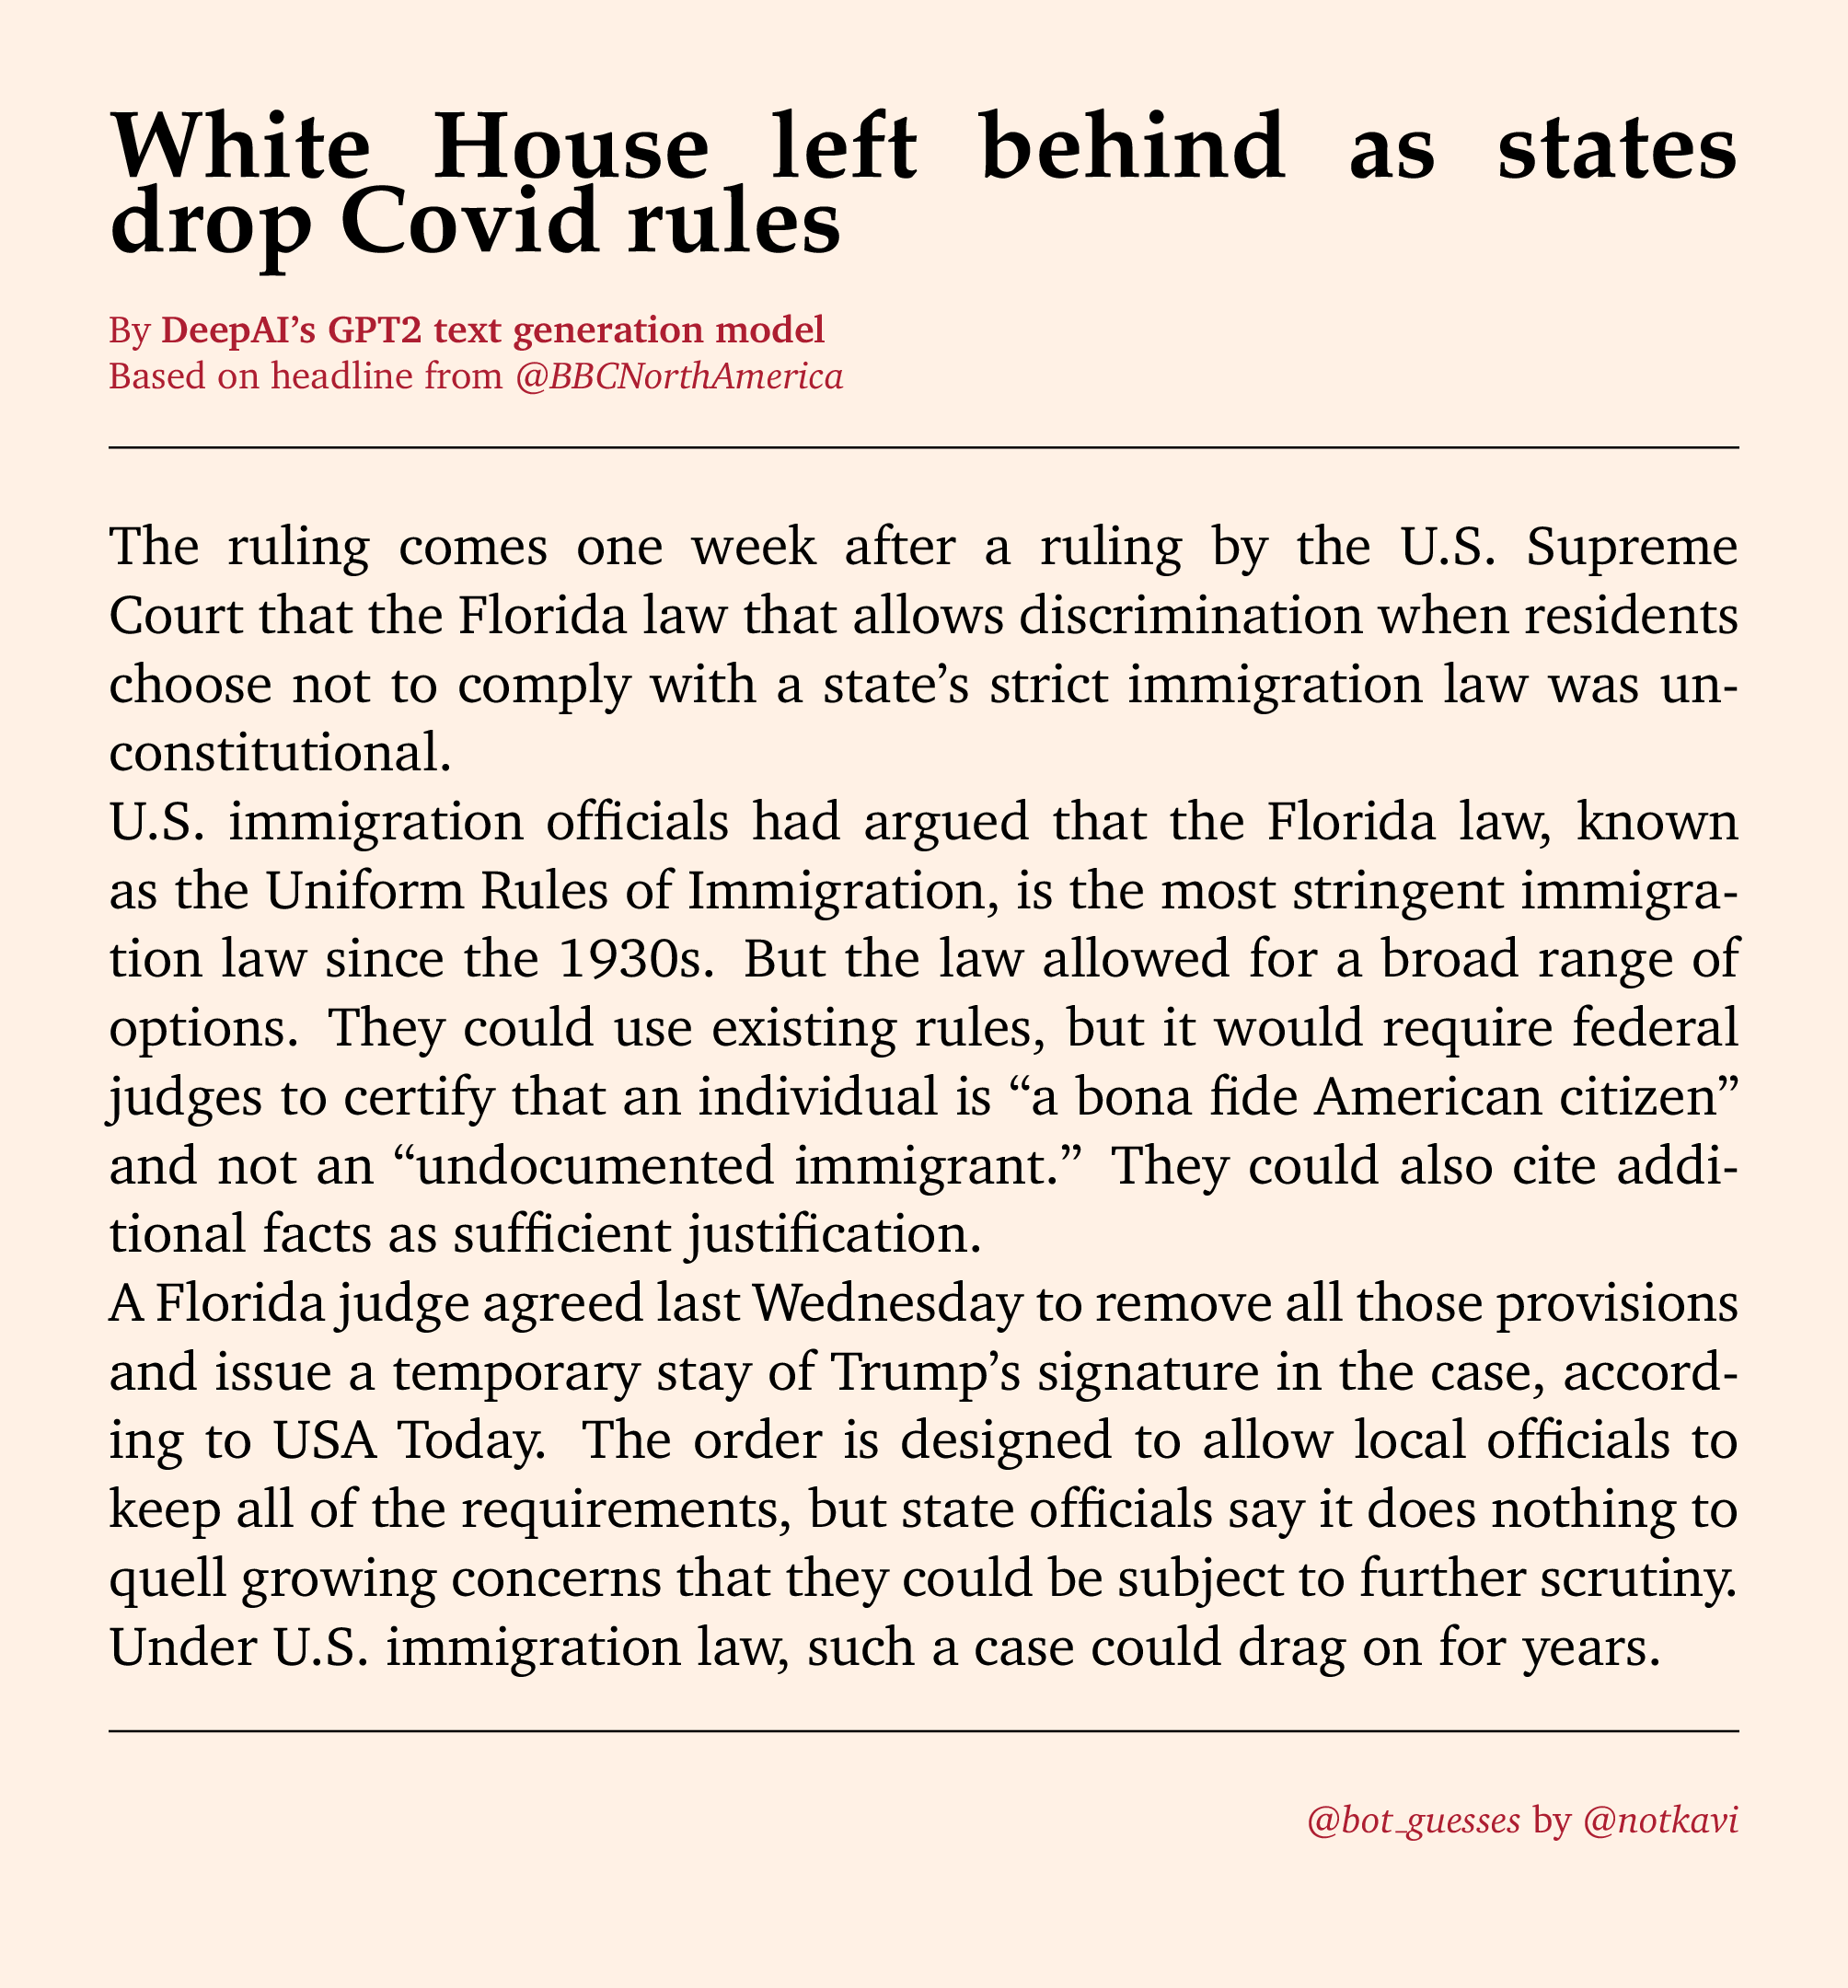 White House left behind as states
drop Covid rules
By DeepAI’s GPT2 text generation model
Based on headline from @BBCNorthAmerica
The ruling comes one week after a ruling by the U.S. Supreme
Court that the Florida law that allows discrimination when residents
choose not to comply with a state’s strict immigration law was un-
constitutional.
U.S. immigration officials had argued that the Florida law, known
as the Uniform Rules of Immigration, is the most stringent immigra-
tion law since the 1930s. But the law allowed for a broad range of
options. They could use existing rules, but it would require federal
judges to certify that an individual is “a bona fide American citizen”
and not an “undocumented immigrant.” They could also cite addi-
tional facts as sufficient justification.
A Florida judge agreed last Wednesday to remove all those provisions
and issue a temporary stay of Trump’s signature in the case, accord-
ing to USA Today. The order is designed to allow local officials to
keep all of the requirements, but state officials say it does nothing to
quell growing concerns that they could be subject to further scrutiny.
Under U.S. immigration law, such a case could drag on for years.
@bot_guesses by @notkavi